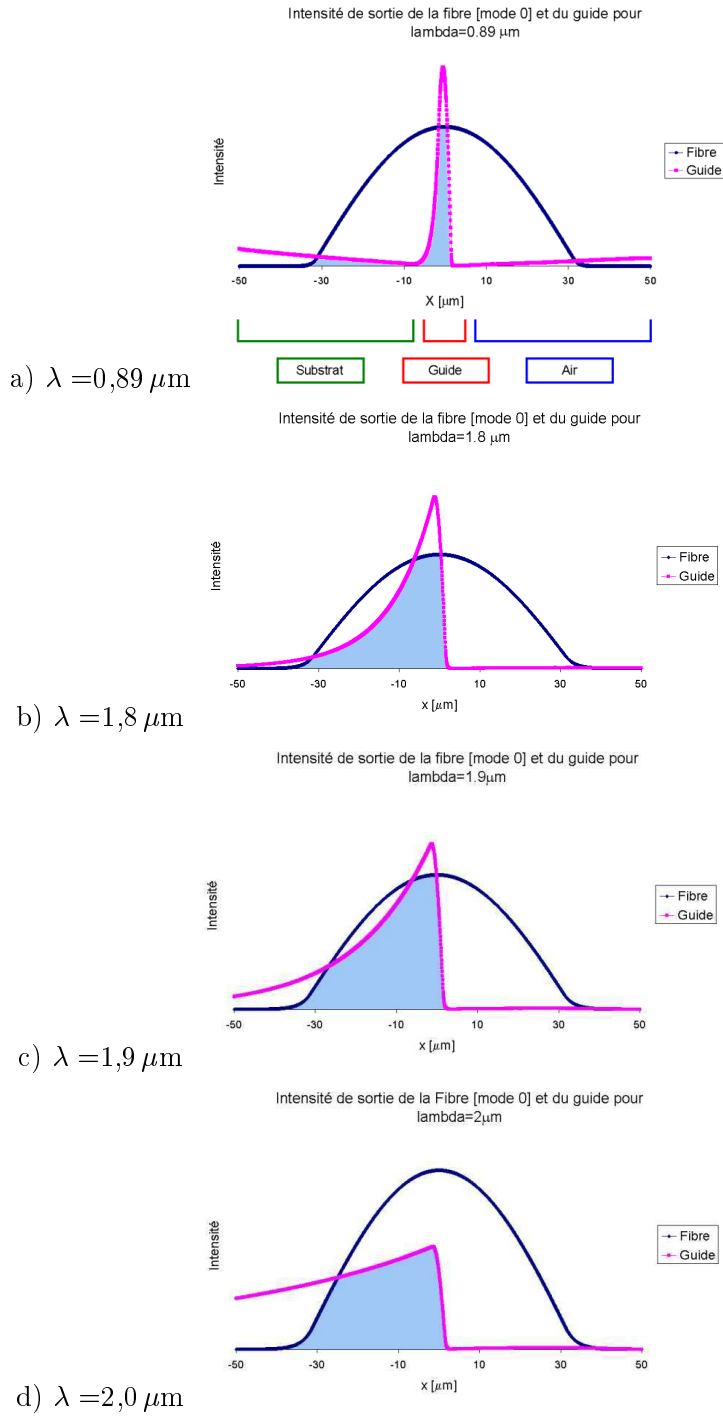 Intensité de sortie de la fibre [mode 0] et du guide pour
lambda=0.89 μm
Intensité
Fibre
Guide
-50 -30 -10 10 30 50
X [μm]
Substrat Guide Air
a) λ =0,89 μm
Intensité de sortie de la fibre [mode 0] et du guide pour
lambda=1.8 μm
Intensité
Fibre
Guide
-50 -30 -10 10 30 50
x [μm]
b) λ =1,8 μm
Intensité de sortie de la fibre [mode 0] et du guide pour
lambda=1.9μm
Intensité
Fibre
Guide
-50 -30 -10 10 30 50
x [μm]
c) λ =1,9 μm
Intensité de sortie de la Fibre [mode 0] et du guide pour
lambda=2μm
Intensité
Fibre
Guide
-50 -30 -10 10 30 50
x [μm]
d) λ =2,0 μm